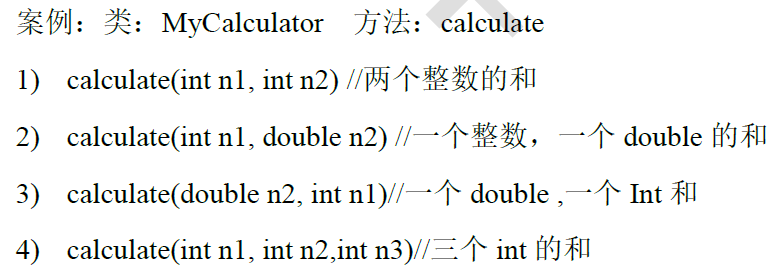 案例：类：MyCalculator 方法：calculate
1) calculate(int n1, int n2) //两个整数的和
2) calculate(int n1, double n2) //一个整数，一个 double 的和
3) calculate(double n2, int n1)//一个 double ,一个 Int 和
4) calculate(int n1, int n2,int n3)//三个 int 的和